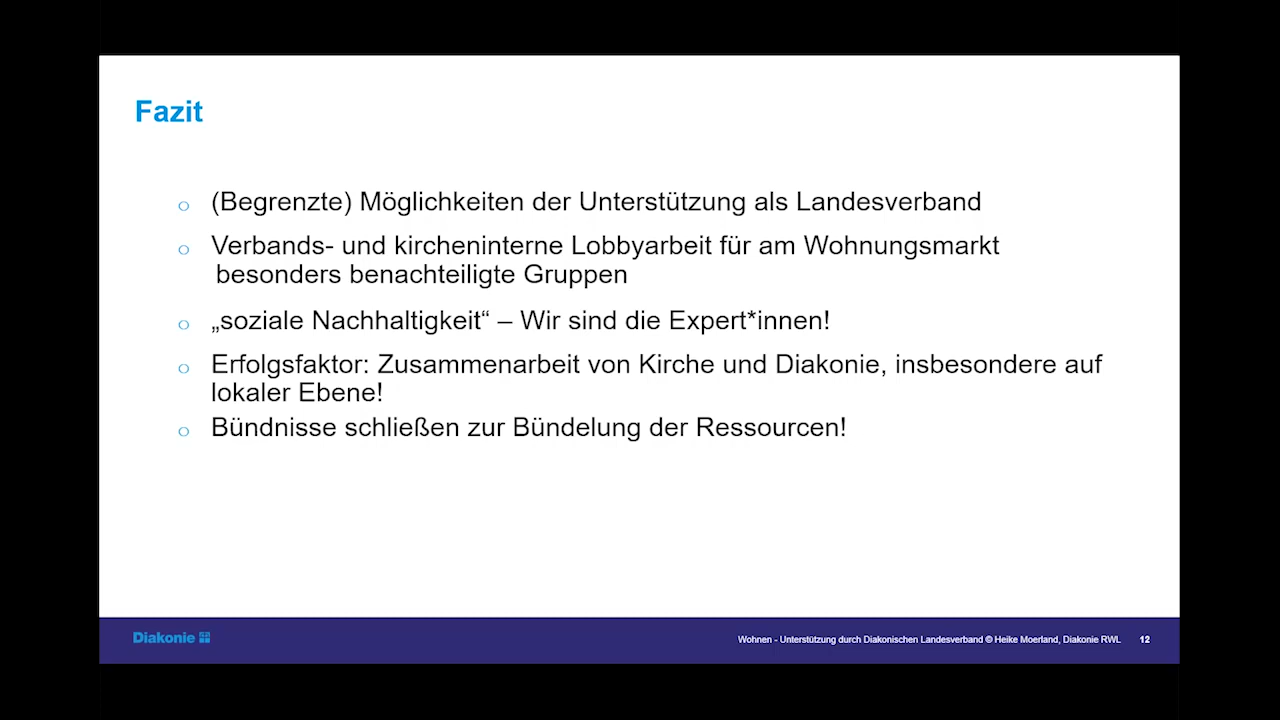 Fazit
o (Begrenzte) Möglichkeiten der Unterstützung als Landesverband
o Verbands- und kircheninterne Lobbyarbeit für am Wohnungsmarkt
besonders benachteiligte Gruppen
o „soziale Nachhaltigkeit“ – Wir sind die Expert*innen!
o Erfolgsfaktor: Zusammenarbeit von Kirche und Diakonie, insbesondere auf
lokaler Ebene!
o Bündnisse schließen zur Bündelung der Ressourcen!
Diakonie
Wohnen - Unterstützung durch Diakonischen Landesverband © Heike Moerland, Diakonie RWL 12